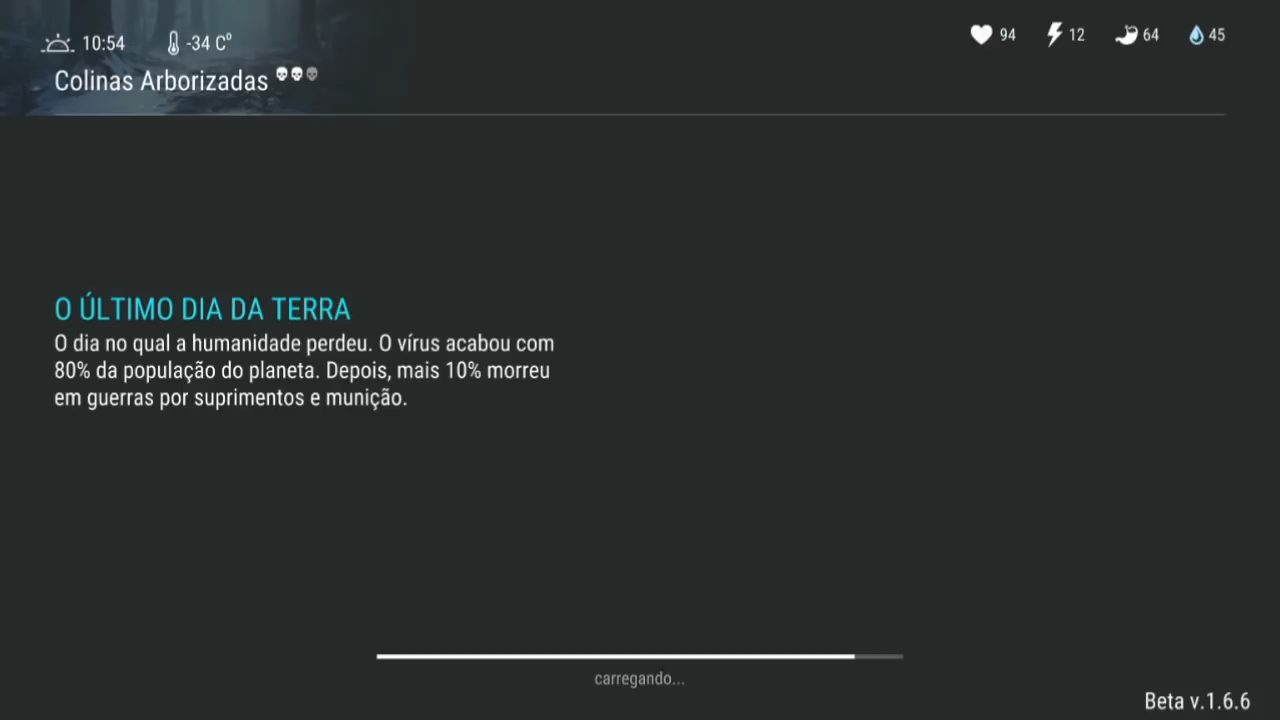 10:54 -34 Cº
94 12 64 45
Colinas Arborizadas
O ÚLTIMO DIA DA TERRA
O dia no qual a humanidade perdeu. O vírus acabou com
80% da população do planeta. Depois, mais 10% morreu
em guerras por suprimentos e munição.
carregando...
Beta v.1.6.6